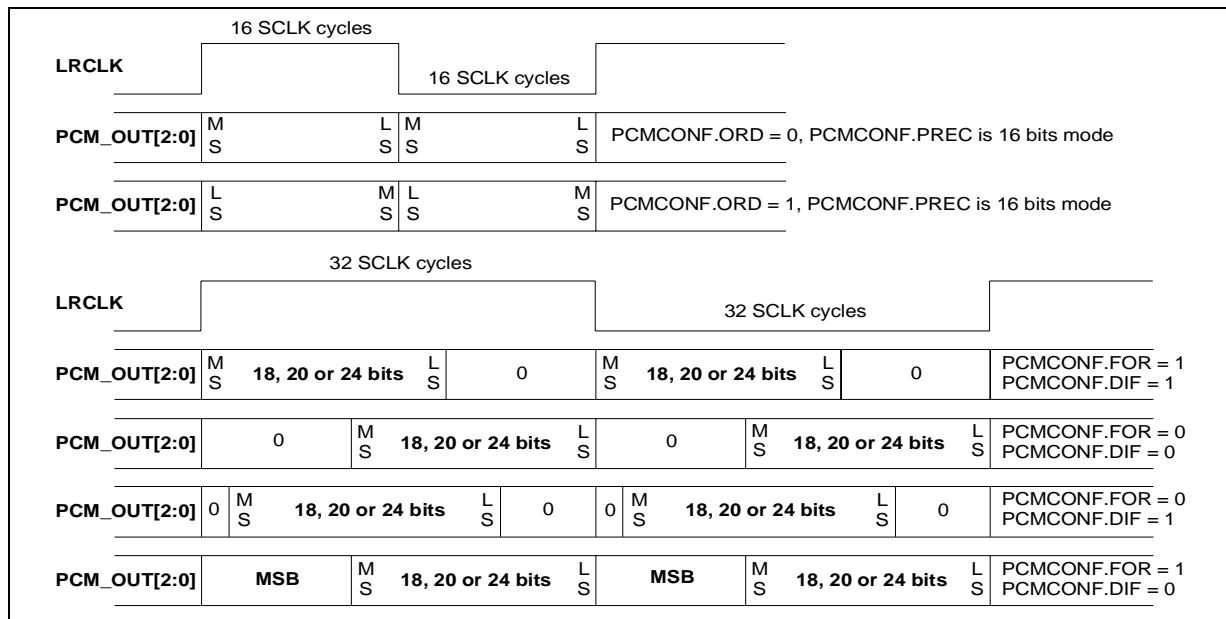 16 SCLK cycles
LRCLK
16 SCLK cycles
PCM_OUT[2:0] M S L S M S L S PCMCONF.ORD = 0, PCMCONF.PREC is 16 bits mode
PCM_OUT[2:0] L S M S L S M S PCMCONF.ORD = 1, PCMCONF.PREC is 16 bits mode
32 SCLK cycles
LRCLK
32 SCLK cycles
PCM_OUT[2:0] M S 18, 20 or 24 bits L S 0 M S 18, 20 or 24 bits L S 0 PCMCONF.FOR = 1
PCMCONF.DIF = 1
PCM_OUT[2:0] 0 M S 18, 20 or 24 bits L S 0 M S 18, 20 or 24 bits L S PCMCONF.FOR = 0
PCMCONF.DIF = 0
PCM_OUT[2:0] 0 M S 18, 20 or 24 bits L S 0 0 M S 18, 20 or 24 bits L S 0 PCMCONF.FOR = 0
PCMCONF.DIF = 1
PCM_OUT[2:0] MSB M S 18, 20 or 24 bits L S MSB M S 18, 20 or 24 bits L S PCMCONF.FOR = 1
PCMCONF.DIF = 0